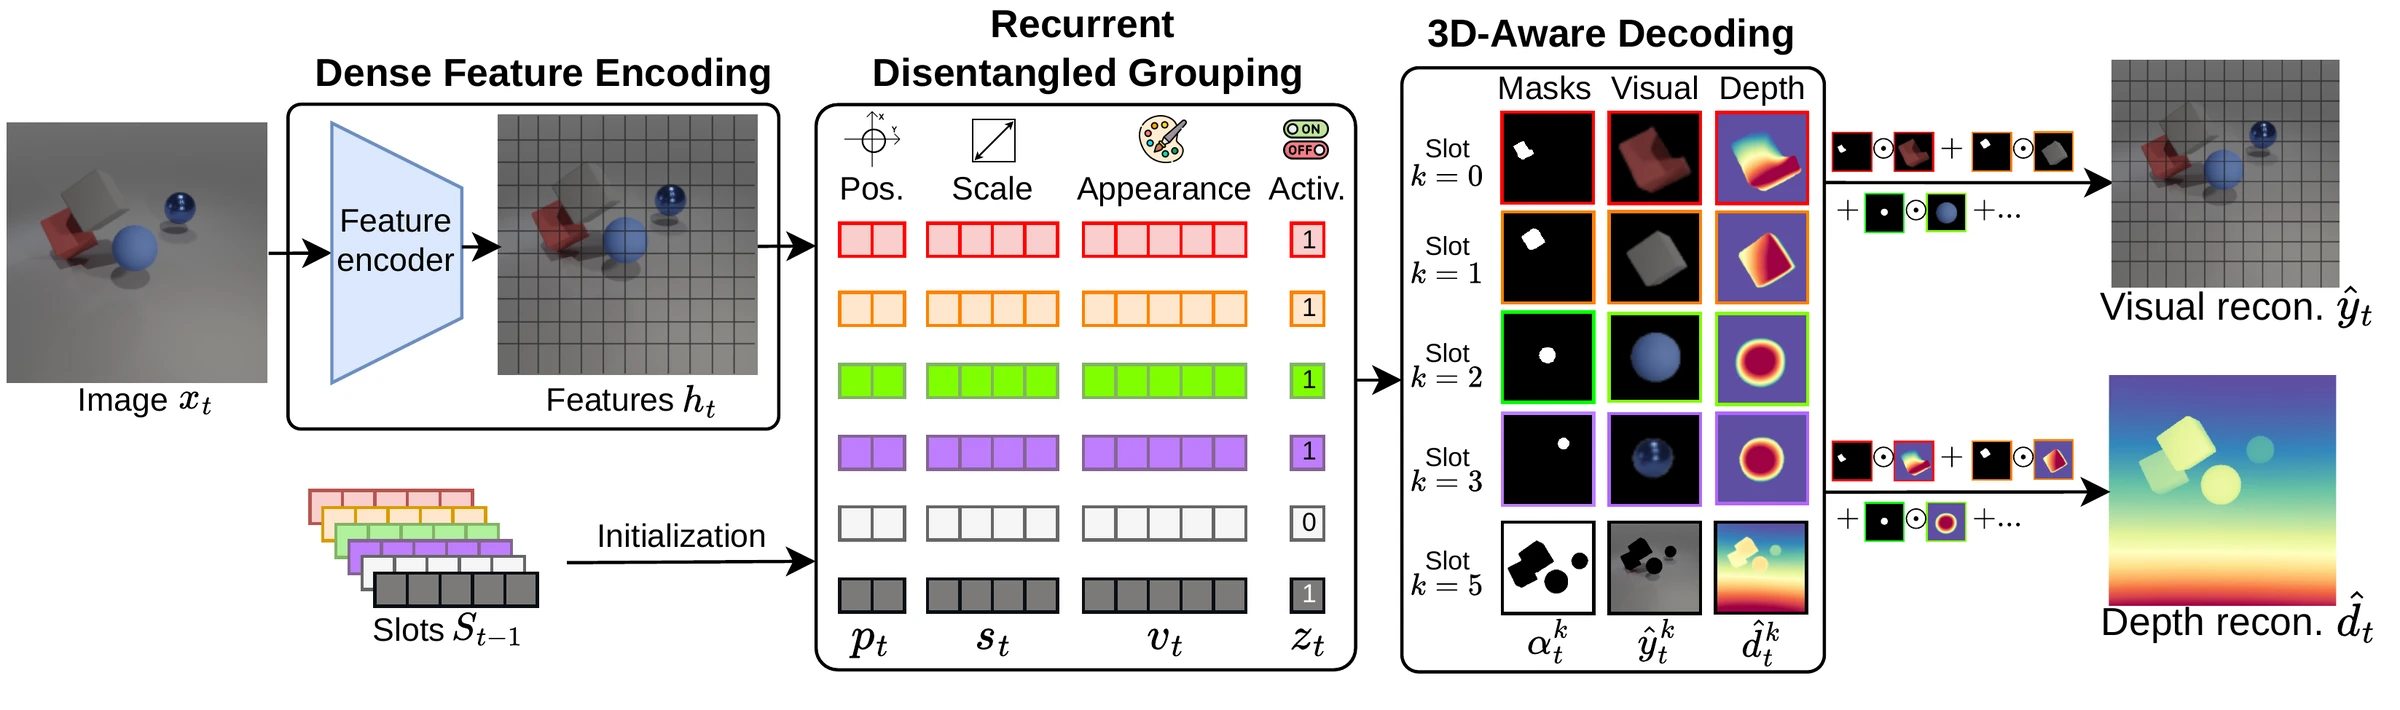 Dense Feature Encoding
Feature
encoder
Image x_t
Features h_t
Slots S_{t-1}
Initialization
Recurrent
Disentangled Grouping
X
Y
ON
OFF
Pos. Scale Appearance Activ.
1
1
1
1
0
1
p_t s_t v_t z_t
3D-Aware Decoding
Masks Visual Depth
Slot
k = 0
Slot
k = 1
Slot
k = 2
Slot
k = 3
Slot
k = 5
α_t^k ŷ_t^k d̂_t^k
⊙ + ⊙
+ ⊙ +...
Visual recon. ŷ_t
⊙ + ⊙
+ ⊙ +...
Depth recon. d̂_t